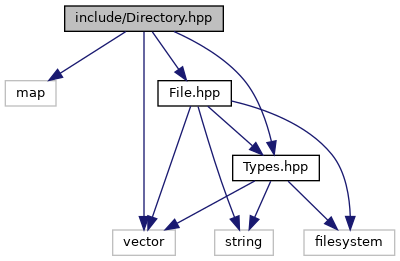 include/Directory.hpp
map
File.hpp
Types.hpp
vector
string
filesystem